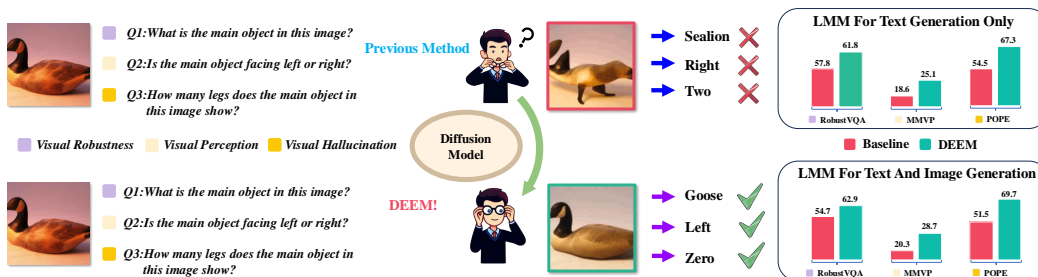 Q1:What is the main object in this image?
Q2:Is the main object facing left or right?
Q3:How many legs does the main object in
this image show?
Visual Robustness
Visual Perception
Visual Hallucination
Q1:What is the main object in this image?
Q2:Is the main object facing left or right?
Q3:How many legs does the main object in
this image show?
Previous Method
?
Diffusion
Model
DEEM!
Sealion
Right
Two
Goose
Left
Zero
LMM For Text Generation Only
57.8
61.8
18.6
25.1
54.5
67.3
RobustVQA
MMVP
POPE
Baseline
DEEM
LMM For Text And Image Generation
54.7
62.9
20.3
28.7
51.5
69.7
RobustVQA
MMVP
POPE